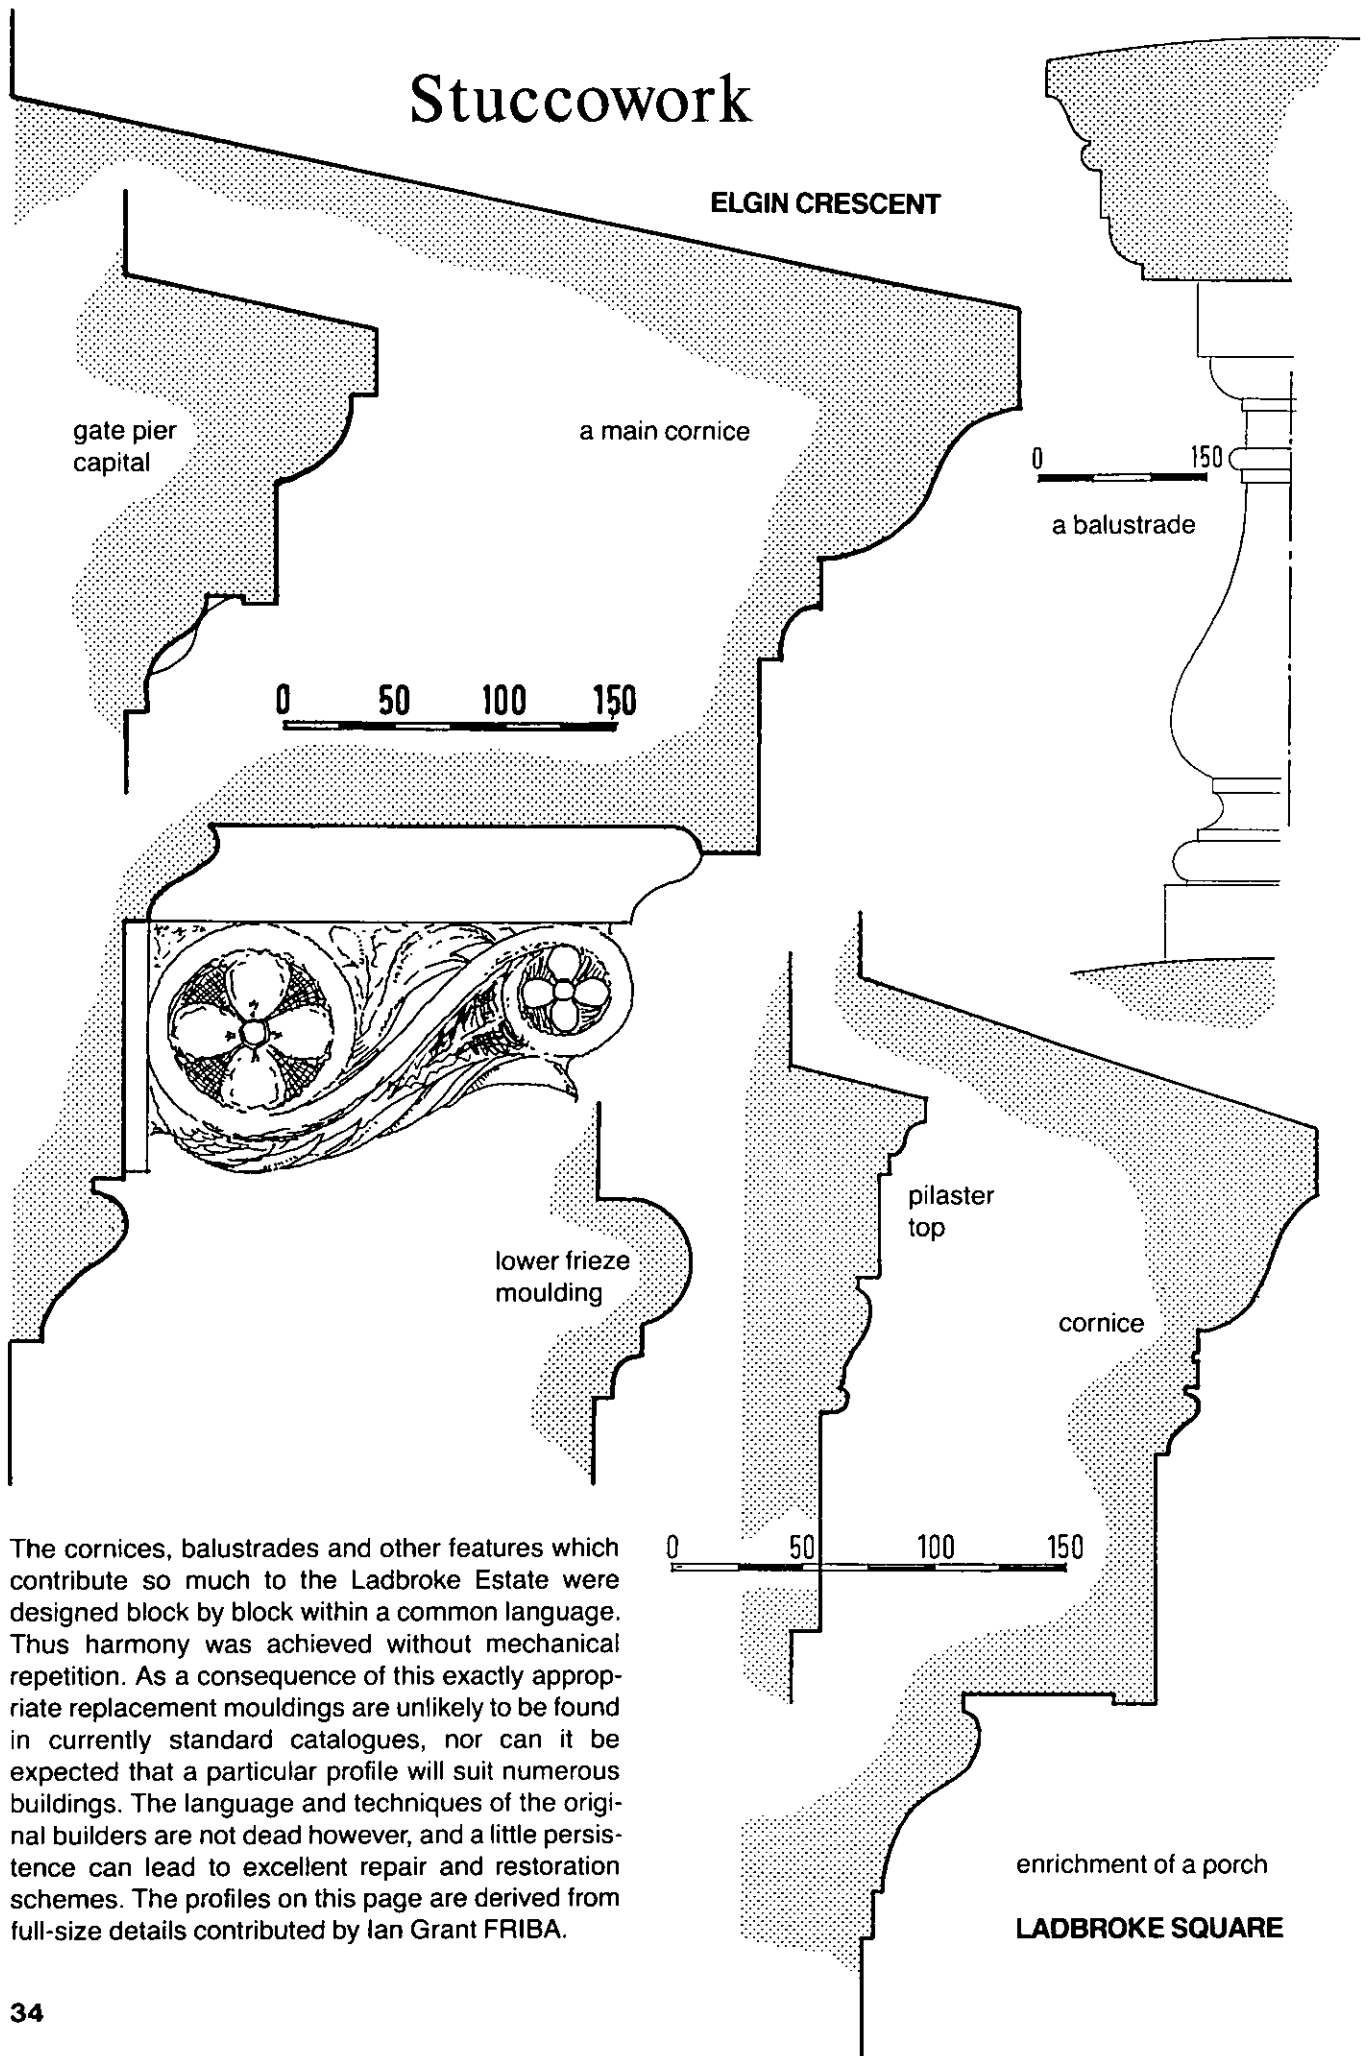 Stuccowork
ELGIN CRESCENT
gate pier
capital
a main cornice
0 150
a balustrade
0 50 100 150
lower frieze
moulding
pilaster
top
cornice
0 50 100 150
The cornices, balustrades and other features which
contribute so much to the Ladbroke Estate were
designed block by block within a common language.
Thus harmony was achieved without mechanical
repetition. As a consequence of this exactly approp-
riate replacement mouldings are unlikely to be found
in currently standard catalogues, nor can it be
expected that a particular profile will suit numerous
buildings. The language and techniques of the origi-
nal builders are not dead however, and a little persis-
tence can lead to excellent repair and restoration
schemes. The profiles on this page are derived from
full-size details contributed by Ian Grant FRIBA.
enrichment of a porch
LADBROKE SQUARE
34